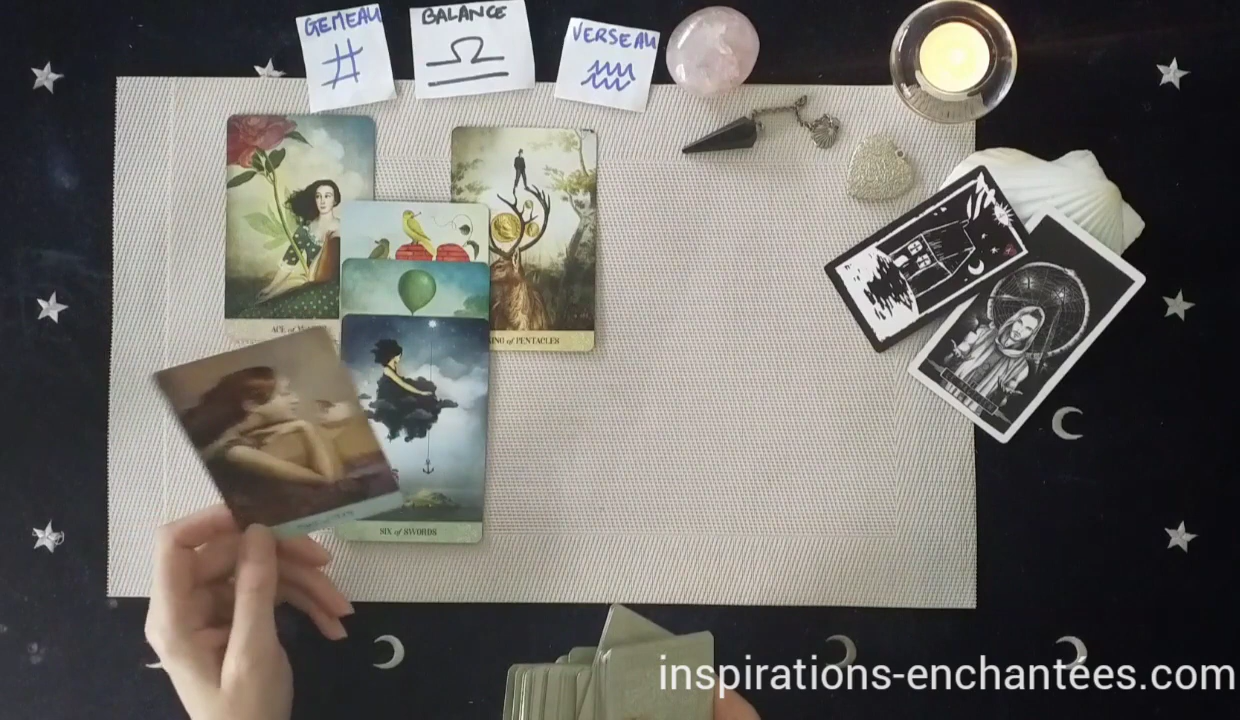 GEMEAU
BALANCE
VERSEAU
ACE of
KING of PENTACLES
SIX of SWORDS
inspirations-enchantées.com